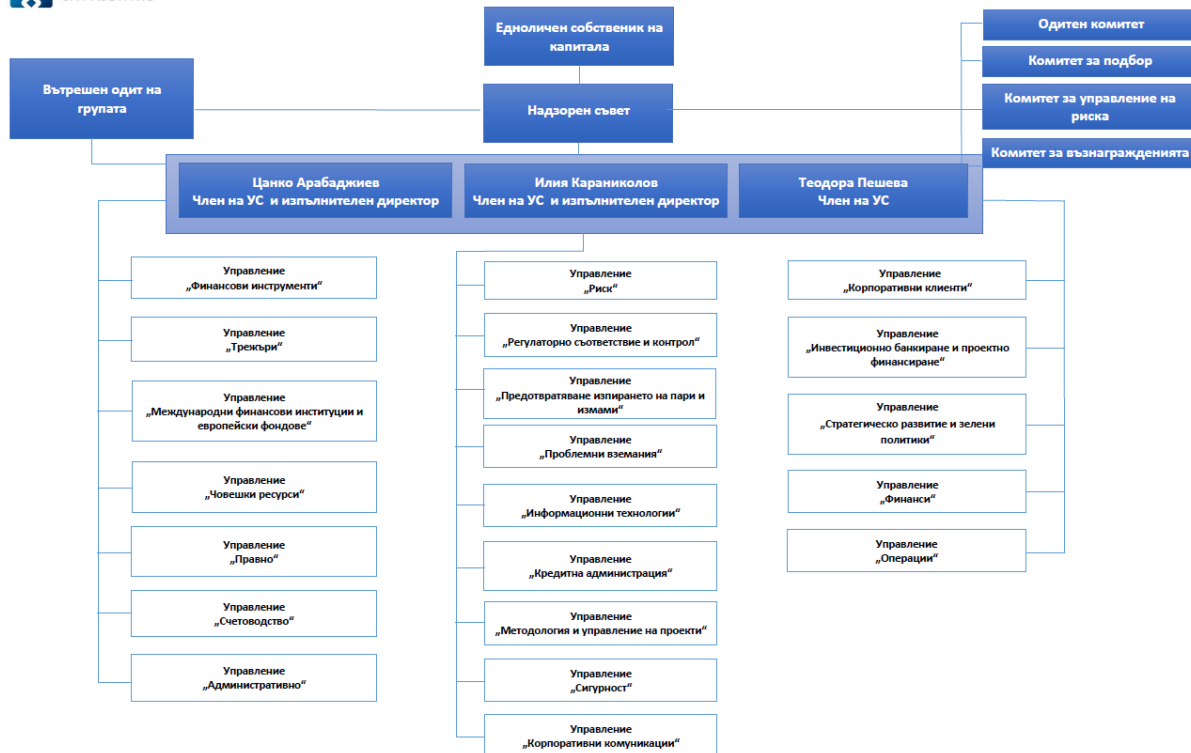 Едноличен собственик на
капитала
Одитен комитет
Комитет за подбор
Вътрешен одит на
групата
Надзорен съвет
Комитет за управление на
риска
Комитет за възнагражденията
Цанко Арабаджиев
Член на УС и изпълнителен директор
Илия Караниколов
Член на УС и изпълнителен директор
Теодора Пешева
Член на УС
Управление
„Финансови инструменти“
Управление
„Трежъри“
Управление
„Международни финансови институции и
европейски фондове“
Управление
„Човешки ресурси“
Управление
„Правно“
Управление
„Счетоводство“
Управление
„Административно“
Управление
„Риск“
Управление
„Регулаторно съответствие и контрол“
Управление
„Предотвратяване изпирането на пари и
измами“
Управление
„Проблемни вземания“
Управление
„Информационни технологии“
Управление
„Кредитна администрация“
Управление
„Методология и управление на проекти“
Управление
„Сигурност“
Управление
„Корпоративни комуникации“
Управление
„Корпоративни клиенти“
Управление
„Инвестиционно банкиране и проектно
финансиране“
Управление
„Стратегическо развитие и зелени
политики“
Управление
„Финанси“
Управление
„Операции“